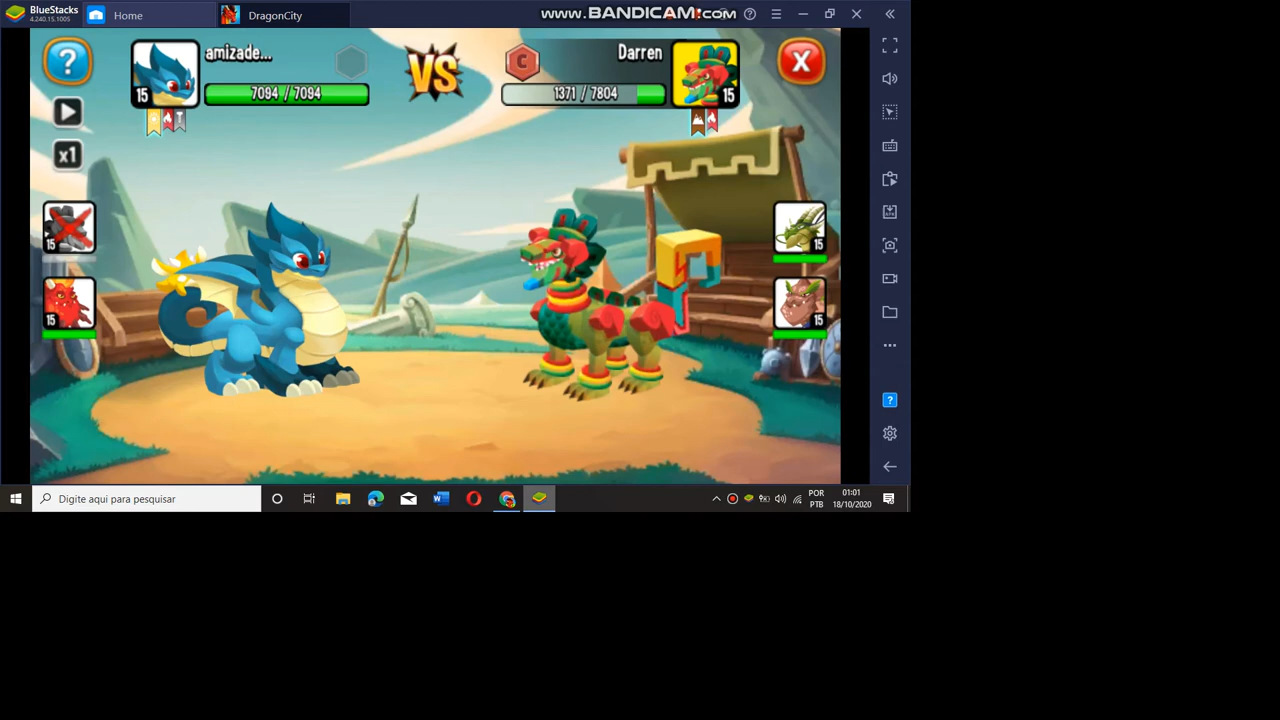 BlueStacks
4.240.15.1005
Home
DragonCity
www.BANDICAM.com
?
15
amizade...
7094 / 7094
VS
C
Darren
1371 / 7804
15
X
x1
15
15
15
15
?
Digite aqui para pesquisar
POR
PTB
01:01
18/10/2020